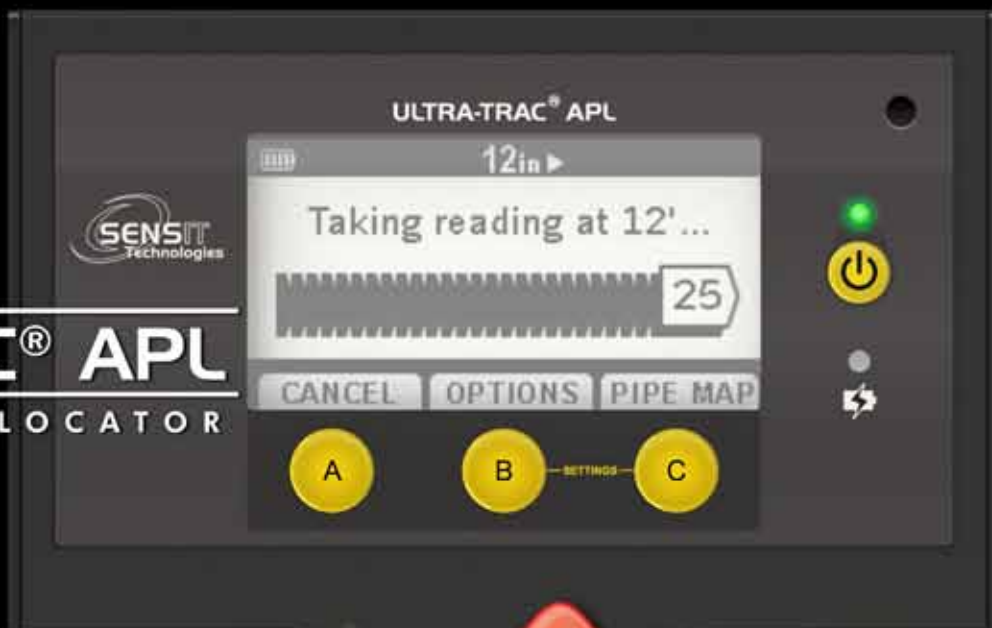 ULTRA-TRAC® APL
12in
Taking reading at 12'...
25
SENSIT
Technologies
® APL
LOCATOR
CANCEL OPTIONS PIPE MAP
A B SETTINGS C